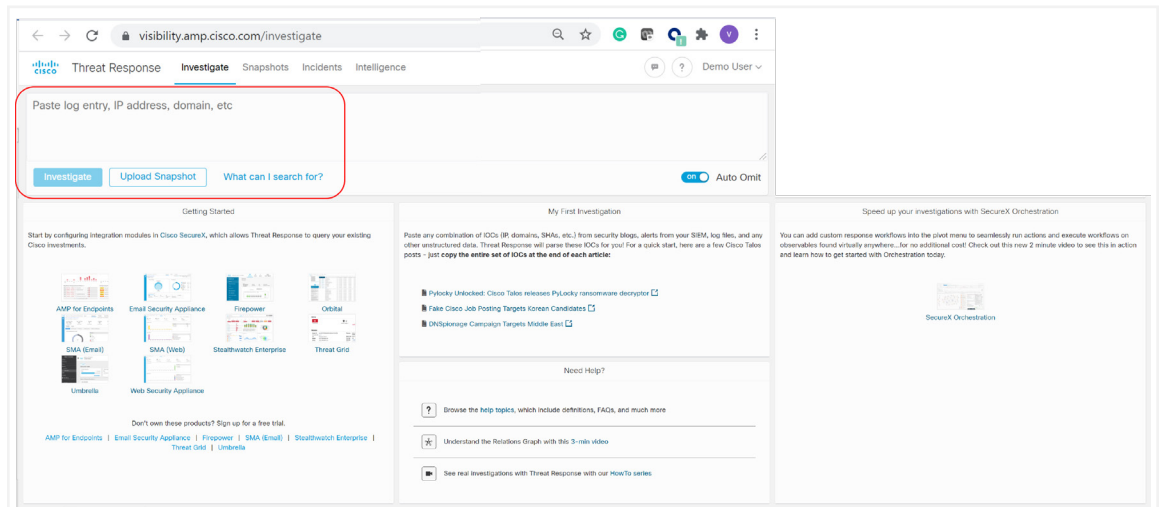 visibility.amp.cisco.com/investigate
1
V
CISCO
Threat Response Investigate Snapshots Incidents Intelligence
? Demo User
Paste log entry, IP address, domain, etc
Investigate Upload Snapshot What can I search for?
on Auto Omit
Getting Started
Start by configuring integration modules in Cisco SecureX, which allows Threat Response to query your existing
Cisco investments.
AMP for Endpoints Email Security Appliance Firepower Orbital
SMA (Email) SMA (Web) Stealthwatch Enterprise Threat Grid
Umbrella Web Security Appliance
Don't own these products? Sign up for a free trial.
AMP for Endpoints | Email Security Appliance | Firepower | SMA (Email) | Stealthwatch Enterprise |
Threat Grid | Umbrella
My First Investigation
Paste any combination of IOCs (IP, domains, SHAs, etc.) from security blogs, alerts from your SIEM, log files, and any
other unstructured data. Threat Response will parse these IOCs for you! For a quick start, here are a few Cisco Talos
posts - just copy the entire set of IOCs at the end of each article:
Pylocky Unlocked: Cisco Talos releases PyLocky ransomware decryptor
Fake Cisco Job Posting Targets Korean Candidates
DNSpionage Campaign Targets Middle East
Need Help?
? Browse the help topics, which include definitions, FAQs, and much more
Understand the Relations Graph with this 3-min video
See real investigations with Threat Response with our HowTo series
Speed up your investigations with SecureX Orchestration
You can add custom response workflows into the pivot menu to seamlessly run actions and execute workflows on
observables found virtually anywhere...for no additional cost! Check out this new 2 minute video to see this in action
and learn how to get started with Orchestration today.
SecureX Orchestration